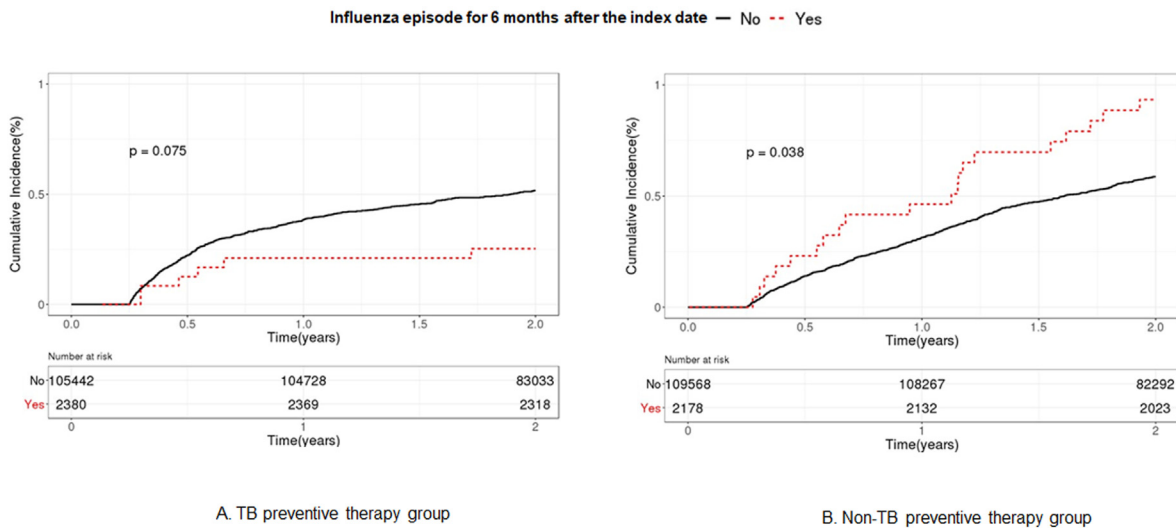 Influenza episode for 6 months after the index date No Yes
1
0.5
0
Cumulative Incidence(%)
p = 0.075
0.0 0.5 1.0 1.5 2.0
Time(years)
Number at risk
No 105442 104728 83033
Yes 2380 2369 2318
0 1 2
Time(years)
A. TB preventive therapy group
1
0.5
0
Cumulative Incidence(%)
p = 0.038
0.0 0.5 1.0 1.5 2.0
Time(years)
Number at risk
No 109568 108267 82292
Yes 2178 2132 2023
0 1 2
Time(years)
B. Non-TB preventive therapy group